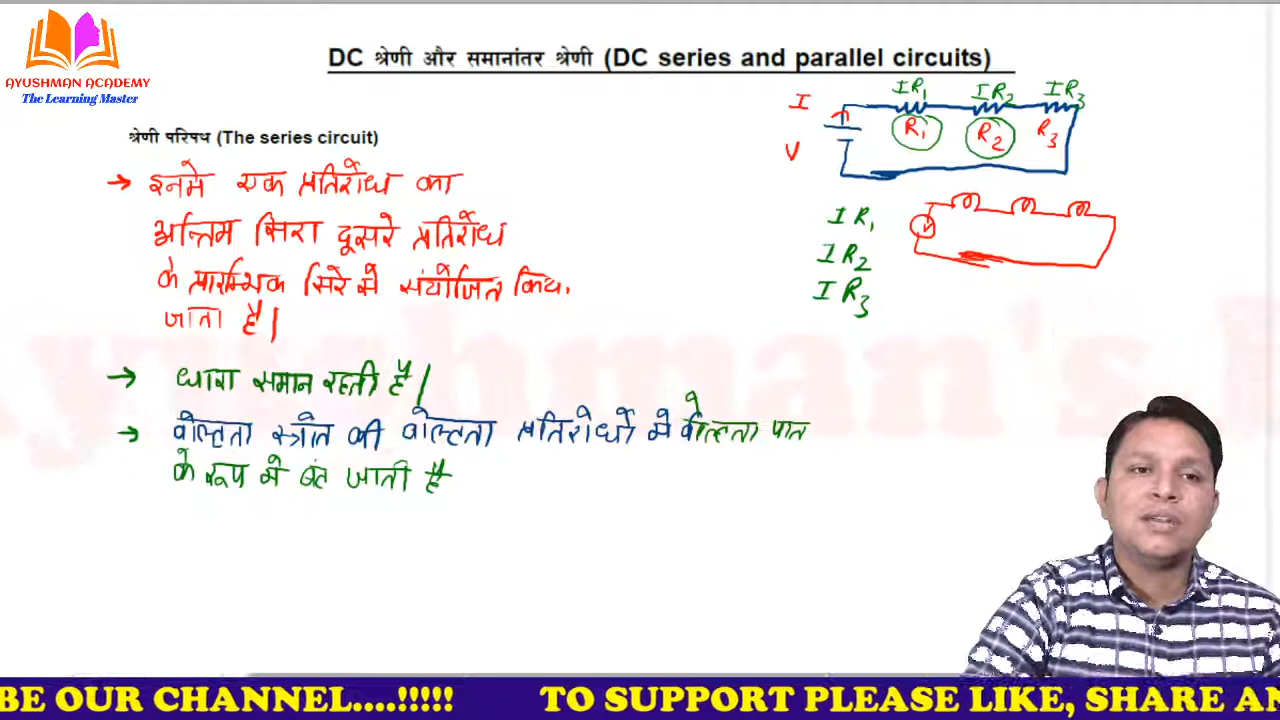 AYUSHMAN ACADEMY
The Learning Master
DC श्रेणी और समानांतर श्रेणी (DC series and parallel circuits)
श्रेणी परिपथ (The series circuit)
→ इनमे एक प्रतिरोध का
अन्तिम सिरा दूसरे प्रतिरोध
के प्रारम्भिक सिरे से संयोजित किया
जाता है|
→ धारा समान रहती है|
→ वोल्टता स्त्रोत की वोल्टता प्रतिरोधों मे वोल्टता पात
के रूप मे बंट जाती है
IR₁ IR₂ IR₃
I
R₁ R₂ R₃
V
IR₁
IR₂
IR₃
BE OUR CHANNEL....!!!!! TO SUPPORT PLEASE LIKE, SHARE AN